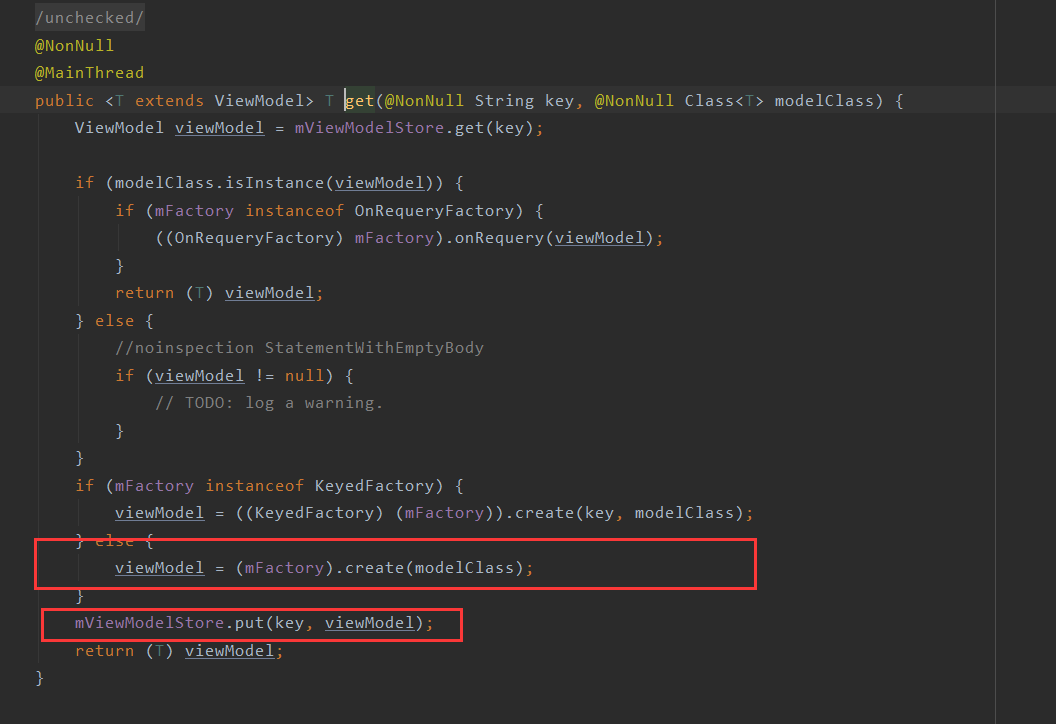 /unchecked/
@NonNull
@MainThread
public <T extends ViewModel> T get(@NonNull String key, @NonNull Class<T> modelClass) {
ViewModel viewModel = mViewModelStore.get(key);
if (modelClass.isInstance(viewModel)) {
if (mFactory instanceof OnRequeryFactory) {
((OnRequeryFactory) mFactory).onRequery(viewModel);
}
return (T) viewModel;
} else {
//noinspection StatementWithEmptyBody
if (viewModel != null) {
// TODO: log a warning.
}
}
if (mFactory instanceof KeyedFactory) {
viewModel = ((KeyedFactory) (mFactory)).create(key, modelClass);
} else {
viewModel = (mFactory).create(modelClass);
}
mViewModelStore.put(key, viewModel);
return (T) viewModel;
}